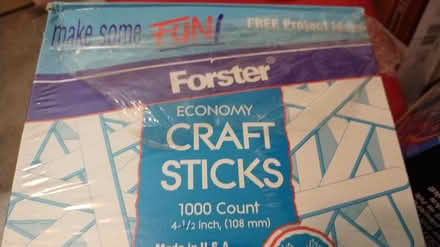 make some FUN!
FREE Project
Forster®
ECONOMY
CRAFT
STICKS
1000 Count
4-1/2 inch, (108 mm)
Made in U.S.A.